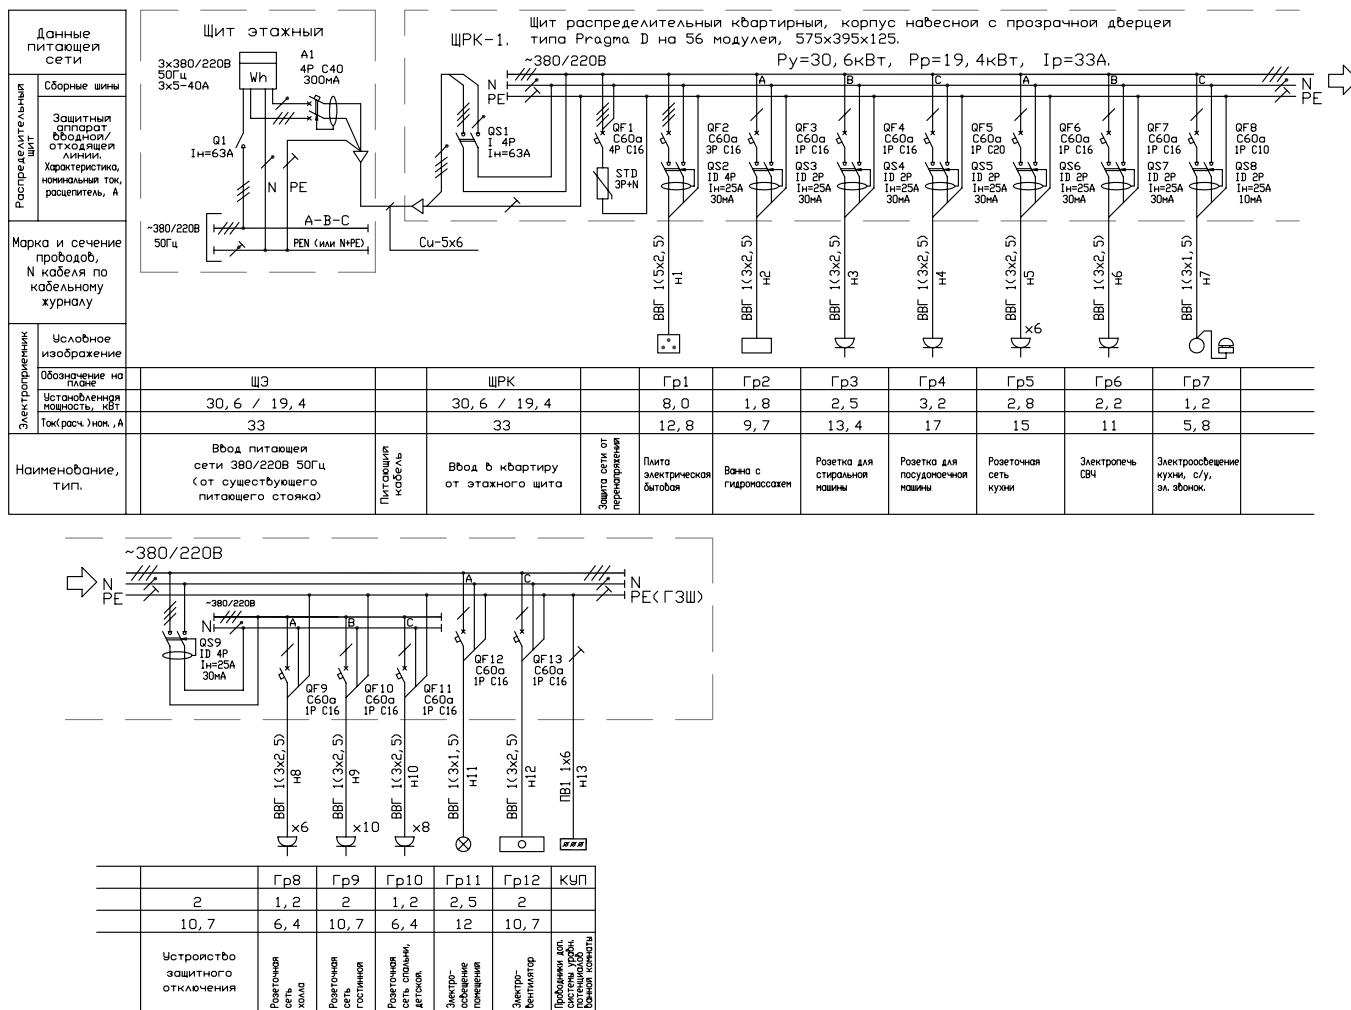 Данные
питающей
сети
Распределительный
щит
Сборные шины
Защитный
аппарат
вводной/
отходящей
линии.
Характеристика,
номинальный ток,
расцепитель, А
Марка и сечение
проводов,
N кабеля по
кабельному
журналу
Электроприемник
Условное
изображение
Обозначение на
плане
Установленная
мощность, кВт
Ток(расч.)ном.,А
Наименование,
тип.
Щит этажный
3х380/220В
50Гц
3х5-40А
Wh
А1
4Р С40
300мА
Q1
Iн=63А
N PE
~380/220В
50Гц
А-В-С
PEN (или N+PE)
Cu-5х6
ЩРК-1.
Щит распределительный квартирный, корпус навесной с прозрачной дверцей
типа Pragma D на 56 модулей, 575х395х125.
~380/220В
Ру=30,6кВт, Рр=19,4кВт, Iр=33А.
N
PE
А В С А В С
N
PE
QS1
I 4P
Iн=63А
QF1
C60a
4P C16
STD
3P+N
QF2
C60a
3P C16
QS2
ID 4P
Iн=25А
30мА
QF3
C60a
1P C16
QS3
ID 2P
Iн=25А
30мА
QF4
C60a
1P C16
QS4
ID 2P
Iн=25А
30мА
QF5
C60a
1P C20
QS5
ID 2P
Iн=25А
30мА
QF6
C60a
1P C16
QS6
ID 2P
Iн=25А
30мА
QF7
C60a
1P C16
QS7
ID 2P
Iн=25А
30мА
QF8
C60a
1P C10
QS8
ID 2P
Iн=25А
10мА
ВВГ 1(5х2,5)
н1
ВВГ 1(3х2,5)
н2
ВВГ 1(3х2,5)
н3
ВВГ 1(3х2,5)
н4
ВВГ 1(3х2,5)
н5
ВВГ 1(3х2,5)
н6
ВВГ 1(3х1,5)
н7
х6
ЩЭ ЩРК Гр1 Гр2 Гр3 Гр4 Гр5 Гр6 Гр7
30,6 / 19,4 30,6 / 19,4 8,0 1,8 2,5 3,2 2,8 2,2 1,2
33 33 12,8 9,7 13,4 17 15 11 5,8
Ввод питающей
сети 380/220В 50Гц
(от существующего
питающего стояка)
Питающий
кабель
Ввод в квартиру
от этажного щита
Защита сети от
перенапряжений
Плита
электрическая
бытовая
Ванна с
гидромассажем
Розетка для
стиральной
машины
Розетка для
посудомоечной
машины
Розеточная
сеть
кухни
Электропечь
СВЧ
Электроосвещение
кухни, с/у,
эл. звонок.
~380/220В
N
PE
~380/220В
N
А В С
А С
N
PE(ГЗШ)
QS9
ID 4P
Iн=25А
30мА
QF9
C60a
1P C16
QF10
C60a
1P C16
QF11
C60a
1P C16
QF12
C60a
1P C16
QF13
C60a
1P C16
ВВГ 1(3х2,5)
н8
ВВГ 1(3х2,5)
н9
ВВГ 1(3х2,5)
н10
ВВГ 1(3х1,5)
н11
ВВГ 1(3х2,5)
н12
ПВ1 1х6
н13
х6 х10 х8
Гр8 Гр9 Гр10 Гр11 Гр12 КУП
2 1,2 2 1,2 2,5 2
10,7 6,4 10,7 6,4 12 10,7
Устройство
защитного
отключения
Розеточная
сеть
холла
Розеточная
сеть
гостинной
Розеточная
сеть спальни,
детской.
Электро-
освещение
помещений
Электро-
вентилятор
Проводники доп.
системы уравн.
потенциалов
ванной комнаты